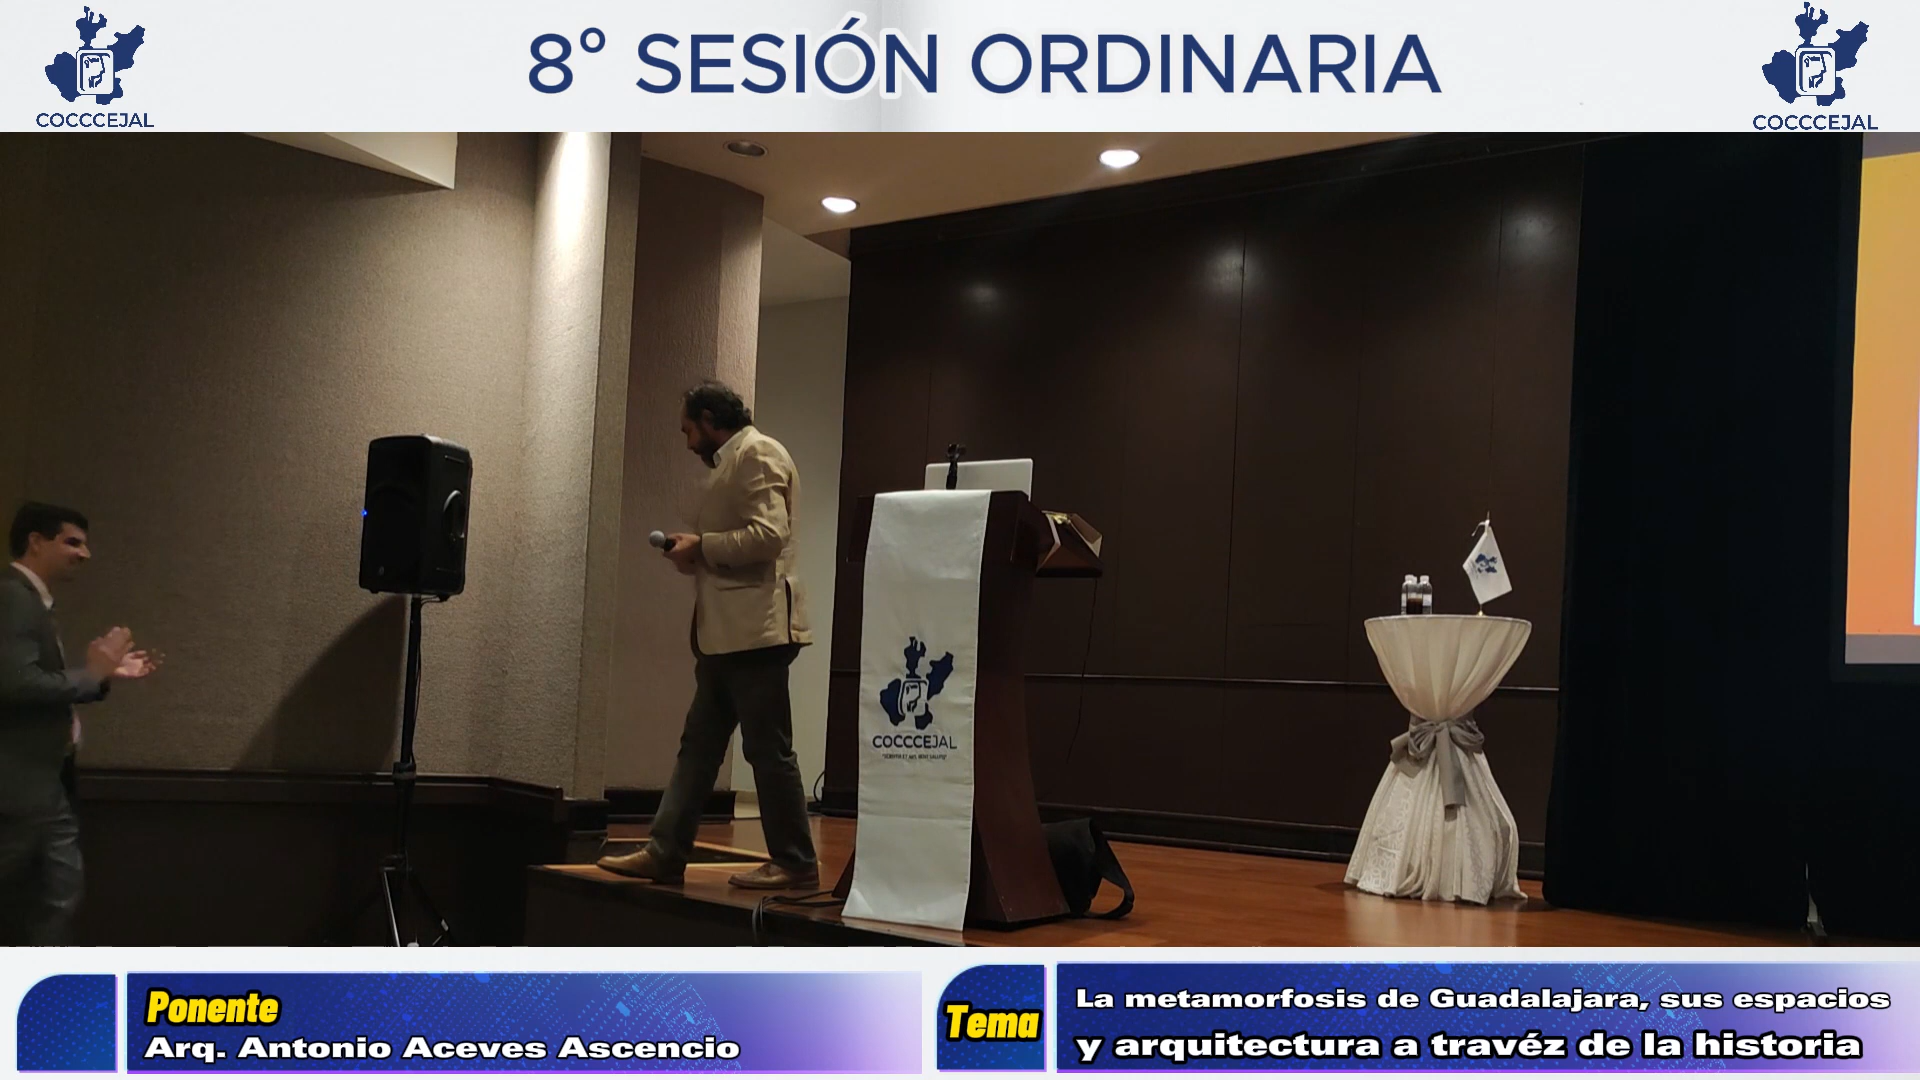 8° SESIÓN ORDINARIA
COCCCEJAL
COCCCEJAL
COCCCEJAL
Ponente
Arq. Antonio Aceves Ascencio
Tema
La metamorfosis de Guadalajara, sus espacios
y arquitectura a travéz de la historia